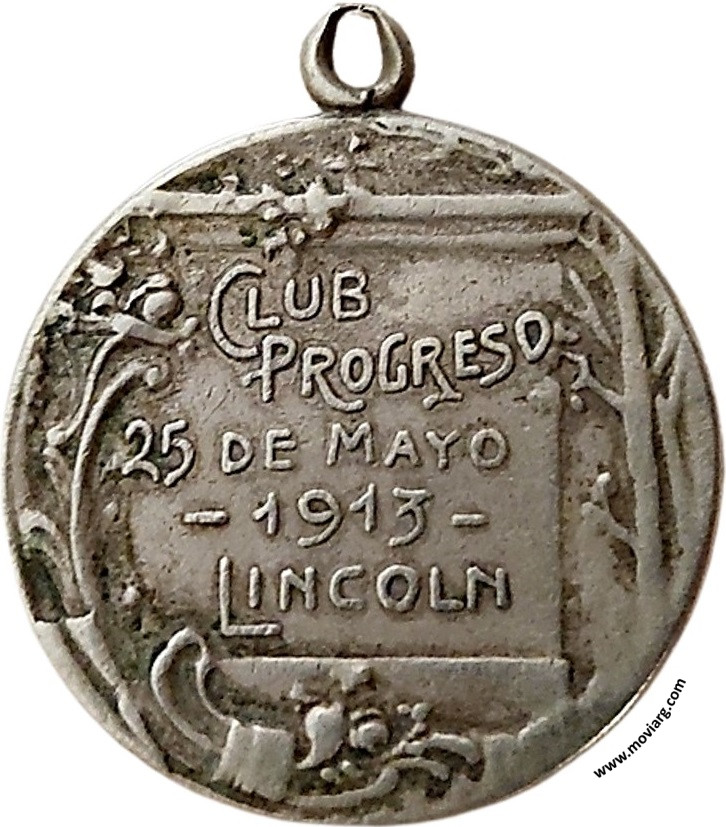 CLUB
PROGRESO
25 DE MAYO
- 1913 -
LINCOLN
www.moviarg.com